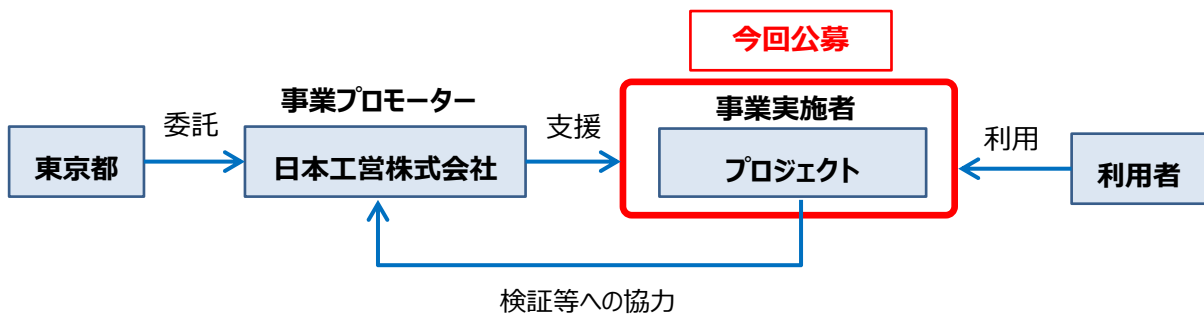 今回公募
事業プロモーター
事業実施者
委託
支援
利用
東京都
日本工営株式会社
プロジェクト
利用者
検証等への協力